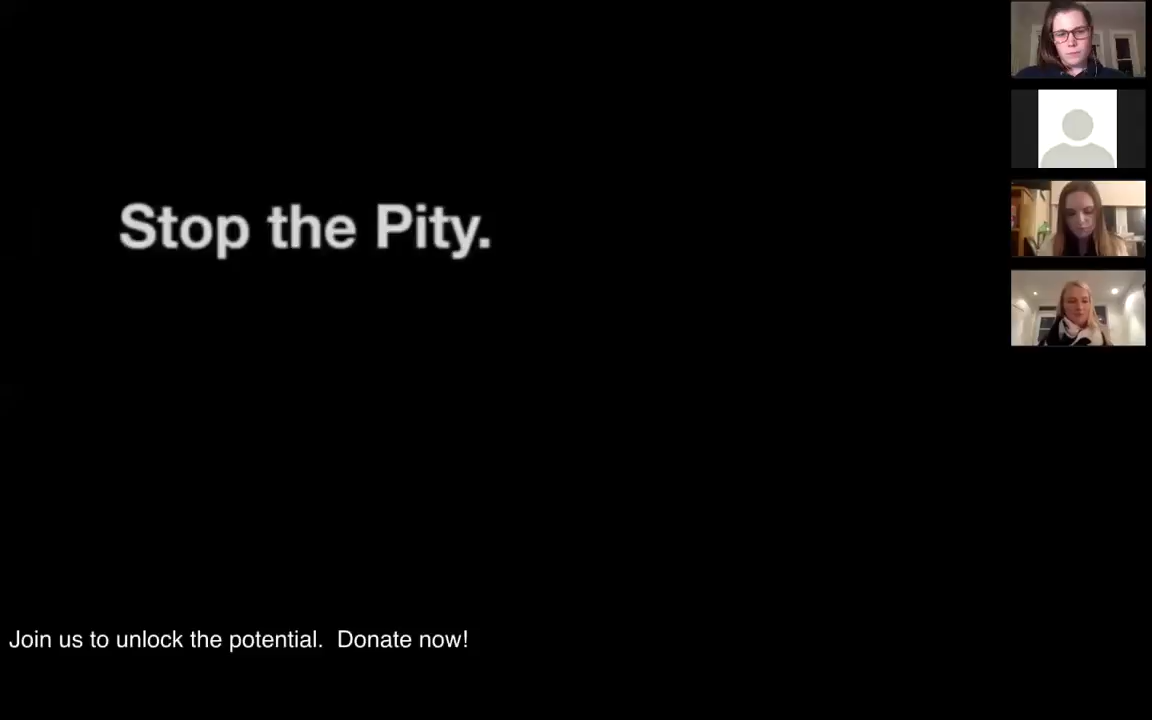 Stop the Pity.
Join us to unlock the potential.  Donate now!